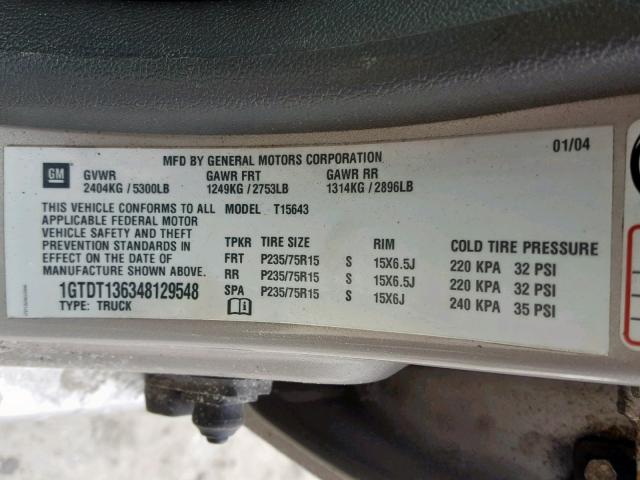 MFD BY GENERAL MOTORS CORPORATION 01/04
GM
GVWR GAWR FRT GAWR RR
2404KG / 5300LB 1249KG / 2753LB 1314KG / 2896LB
THIS VEHICLE CONFORMS TO ALL MODEL T15643
APPLICABLE FEDERAL MOTOR
VEHICLE SAFETY AND THEFT
PREVENTION STANDARDS IN
EFFECT ON THE DATE OF
MANUFACTURE SHOWN ABOVE.
1GTDT136348129548
TYPE: TRUCK
TPKR TIRE SIZE RIM COLD TIRE PRESSURE
FRT P235/75R15 S 15X6.5J 220 KPA 32 PSI
RR P235/75R15 S 15X6.5J 220 KPA 32 PSI
SPA P235/75R15 S 15X6J 240 KPA 35 PSI